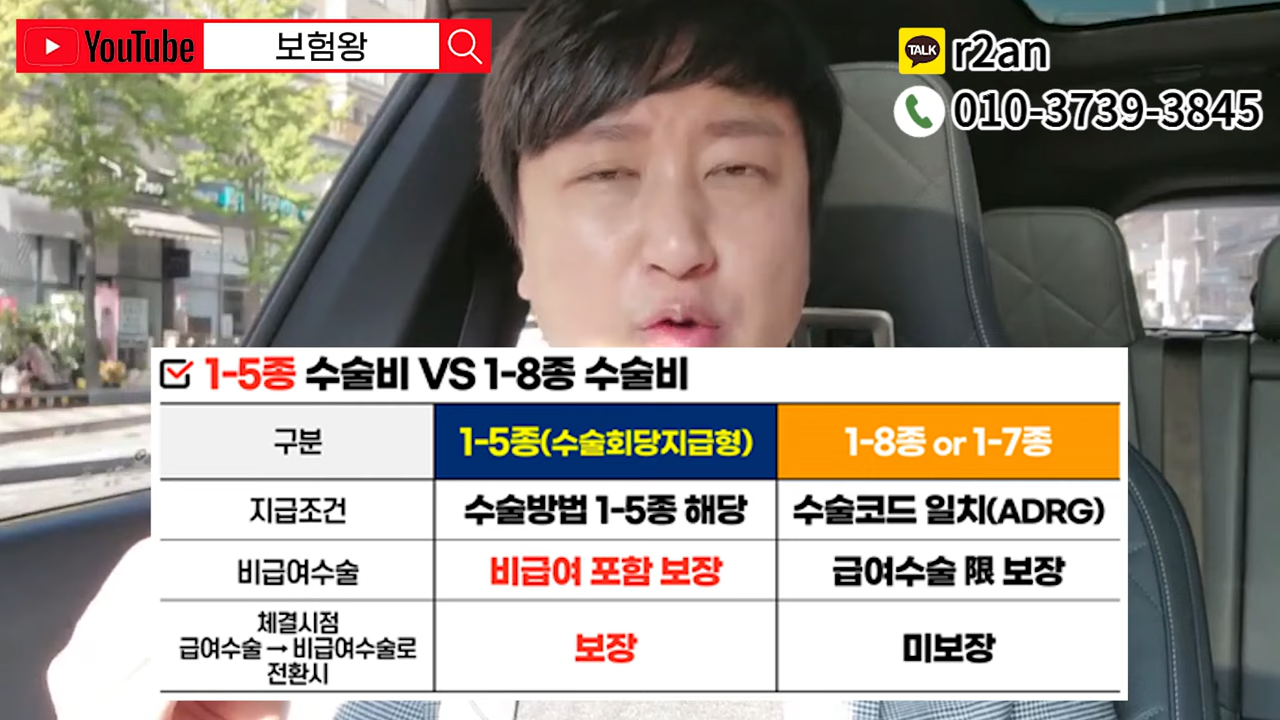 YouTube 보험왕
TALK r2an
010-3739-3845
1-5종 수술비 VS 1-8종 수술비
구분 1-5종(수술회당지급형) 1-8종 or 1-7종
지급조건 수술방법 1-5종 해당 수술코드 일치(ADRG)
비급여수술 비급여 포함 보장 급여수술 限 보장
체결시점
급여수술 → 비급여수술로
전환시
보장 미보장